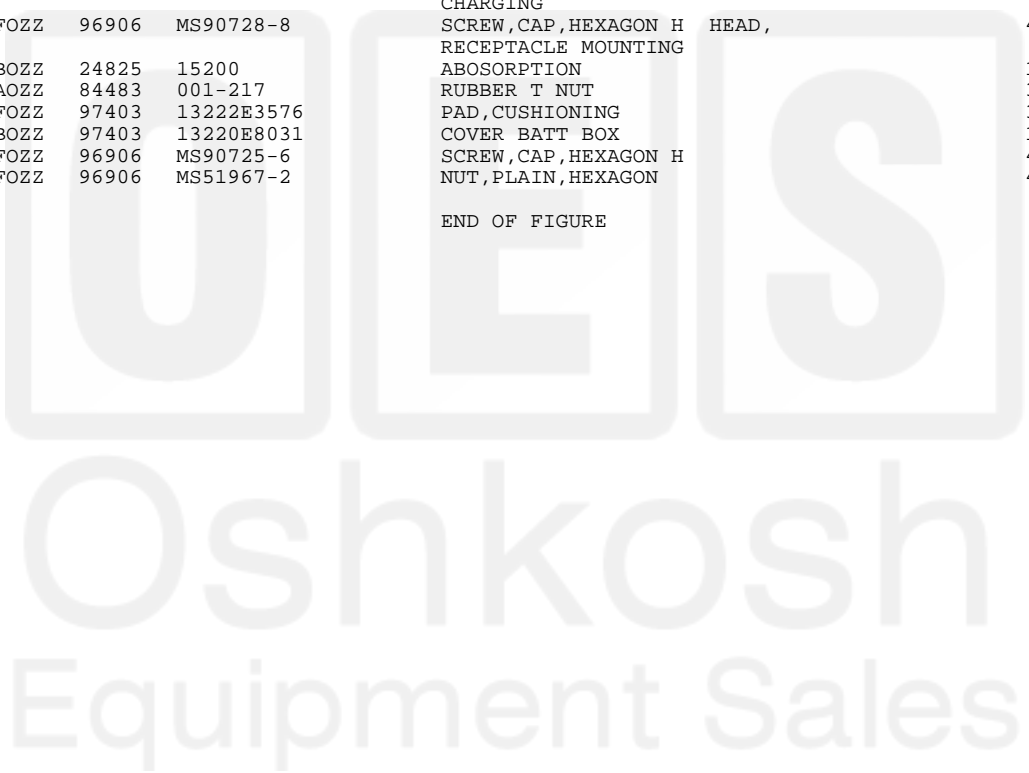 CHARGING
FOZZ 96906 MS90728-8 SCREW,CAP,HEXAGON H HEAD,
RECEPTACLE MOUNTING
BOZZ 24825 15200 ABOSORPTION
AOZZ 84483 001-217 RUBBER T NUT
FOZZ 97403 13222E3576 PAD,CUSHIONING
BOZZ 97403 13220E8031 COVER BATT BOX
FOZZ 96906 MS90725-6 SCREW,CAP,HEXAGON H
FOZZ 96906 MS51967-2 NUT,PLAIN,HEXAGON
END OF FIGURE
OES
Oshkosh
Equipment Sales